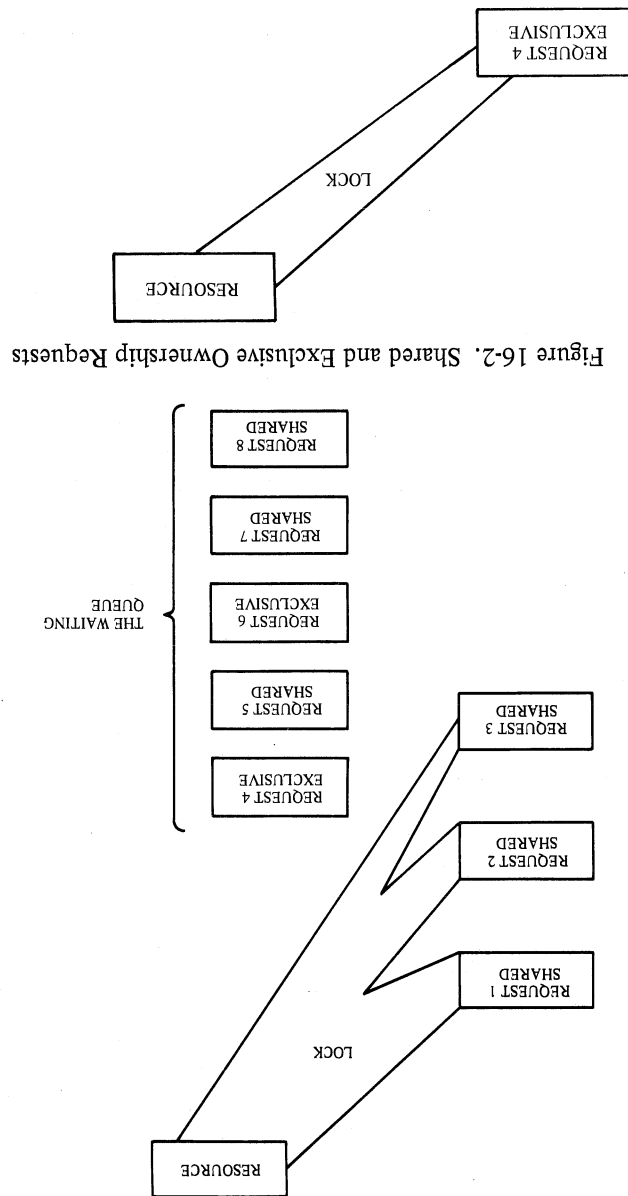 RESOURCE
LOCK
REQUEST 1
SHARED
REQUEST 2
SHARED
REQUEST 3
SHARED
REQUEST 4
EXCLUSIVE
REQUEST 5
SHARED
REQUEST 6
EXCLUSIVE
REQUEST 7
SHARED
REQUEST 8
SHARED
THE WAITING
QUEUE
Figure 16-2. Shared and Exclusive Ownership Requests
RESOURCE
LOCK
REQUEST 4
EXCLUSIVE